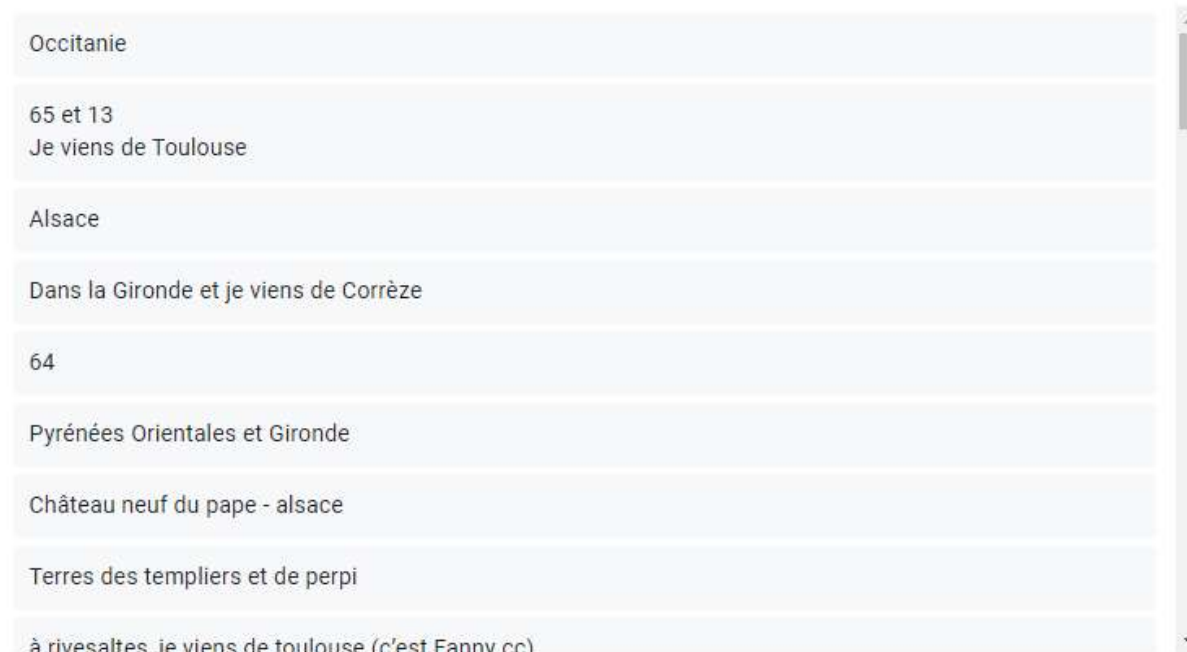 Occitanie
65 et 13
Je viens de Toulouse
Alsace
Dans la Gironde et je viens de Corrèze
64
Pyrénées Orientales et Gironde
Château neuf du pape - alsace
Terres des templiers et de perpi
à rivesaltes, je viens de toulouse (c'est Fanny cc)